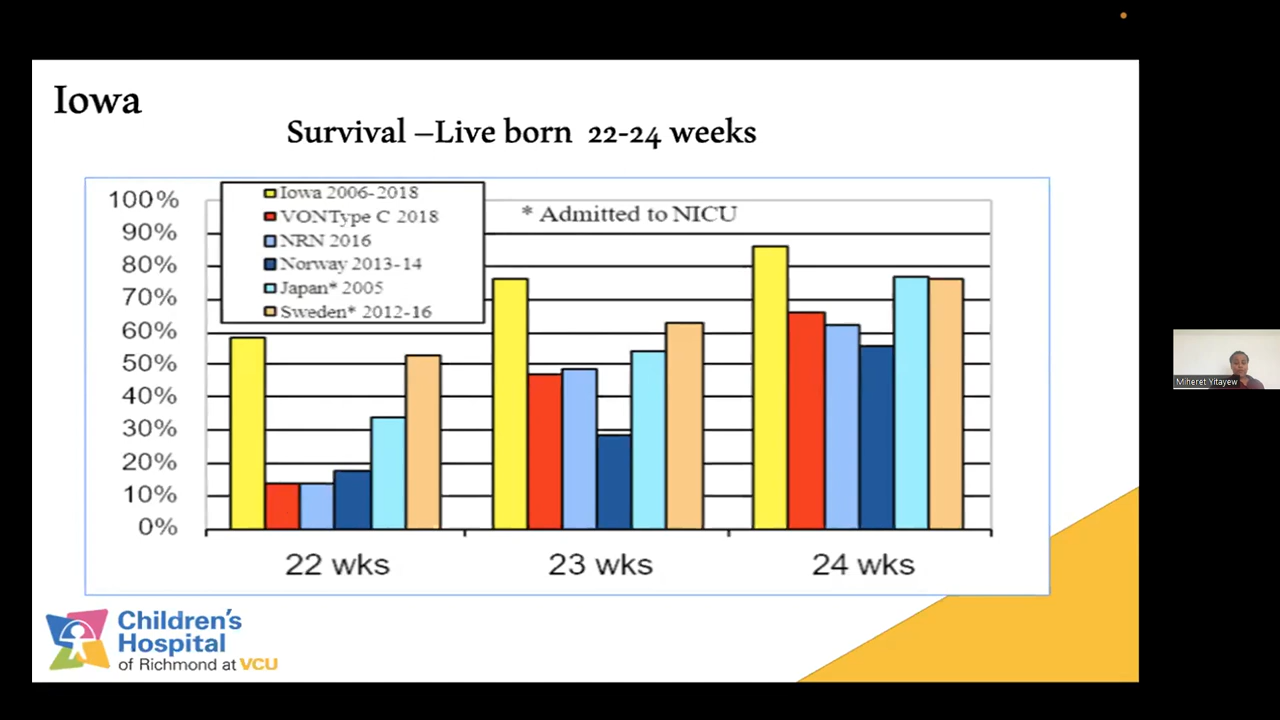 Iowa
Survival –Live born 22-24 weeks
100%
90%
80%
70%
60%
50%
40%
30%
20%
10%
0%
Iowa 2006-2018
VONType C 2018
NRN 2016
Norway 2013-14
Japan* 2005
Sweden* 2012-16
* Admitted to NICU
22 wks
23 wks
24 wks
Children's
Hospital
of Richmond at VCU
Miheret Yitayew